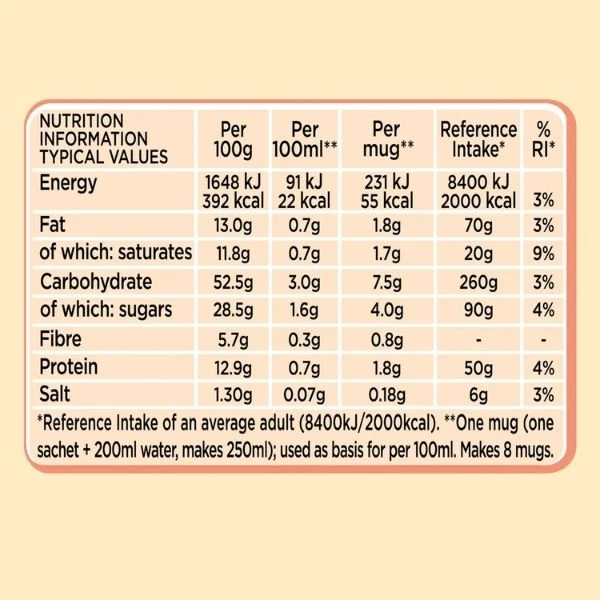 NUTRITION INFORMATION TYPICAL VALUES Per 100g Per 100ml** Per mug** Reference Intake* % RI*
Energy 1648 kJ 392 kcal 91 kJ 22 kcal 231 kJ 55 kcal 8400 kJ 2000 kcal 3%
Fat 13.0g 0.7g 1.8g 70g 3%
of which: saturates 11.8g 0.7g 1.7g 20g 9%
Carbohydrate 52.5g 3.0g 7.5g 260g 3%
of which: sugars 28.5g 1.6g 4.0g 90g 4%
Fibre 5.7g 0.3g 0.8g - -
Protein 12.9g 0.7g 1.8g 50g 4%
Salt 1.30g 0.07g 0.18g 6g 3%
*Reference Intake of an average adult (8400kJ/2000kcal). **One mug (one
sachet + 200ml water, makes 250ml); used as basis for per 100ml. Makes 8 mugs.